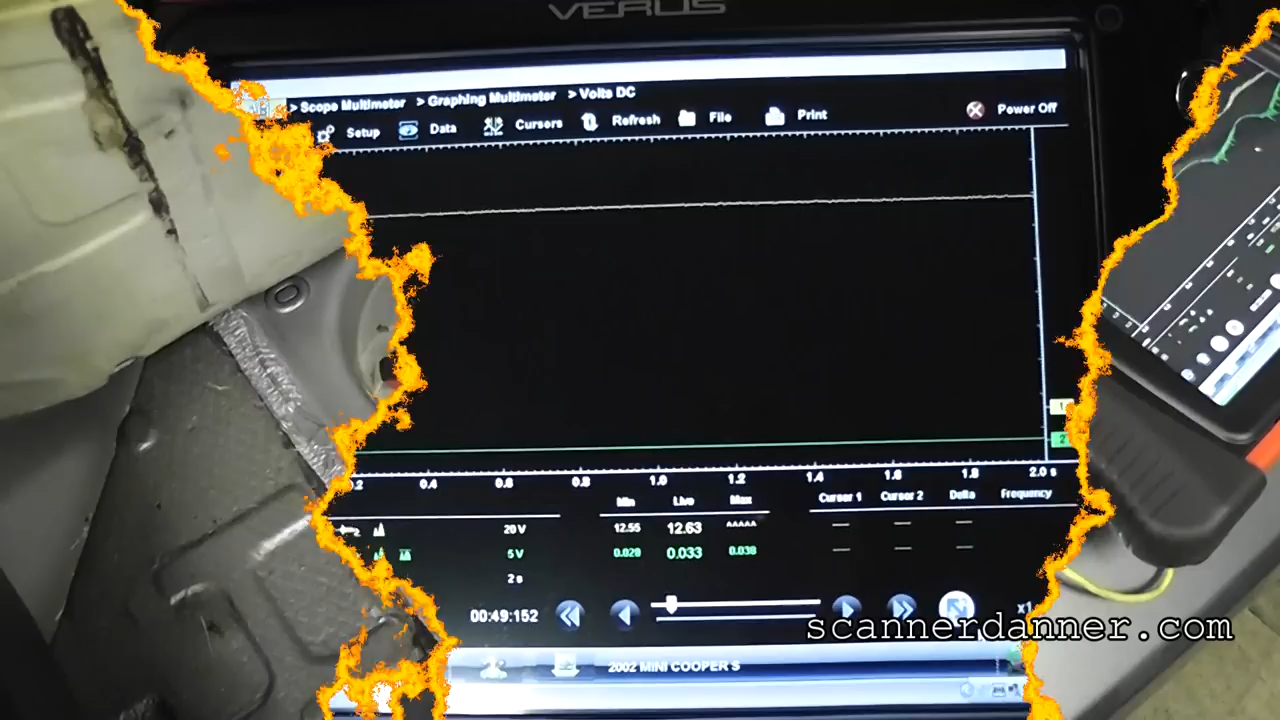 VERUS
> Scope Multimeter > Graphing Multimeter > Volts DC
Setup Data Cursors Refresh File Print Power Off
0.4 0.6 0.8 1.0 1.2 1.4 1.6 1.8 2.0 s
Min Live Max Cursor 1 Cursor 2 Delta Frequency
20 V 12.55 12.63 ^^^^^ — — —
5 V 0.029 0.033 0.038 — — —
2 s
00:49:152 x1
scannerdanner.com
2002 MINI COOPER S